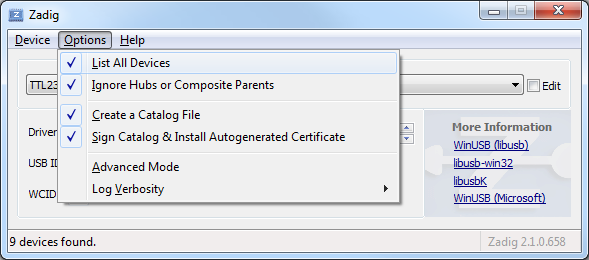 Zadig
Device Options Help
List All Devices
Ignore Hubs or Composite Parents
Create a Catalog File
Sign Catalog & Install Autogenerated Certificate
Advanced Mode
Log Verbosity
TTL23
Edit
Driver
USB ID
WCID
More Information
WinUSB (libusb)
libusb-win32
libusbK
WinUSB (Microsoft)
9 devices found.
Zadig 2.1.0.658